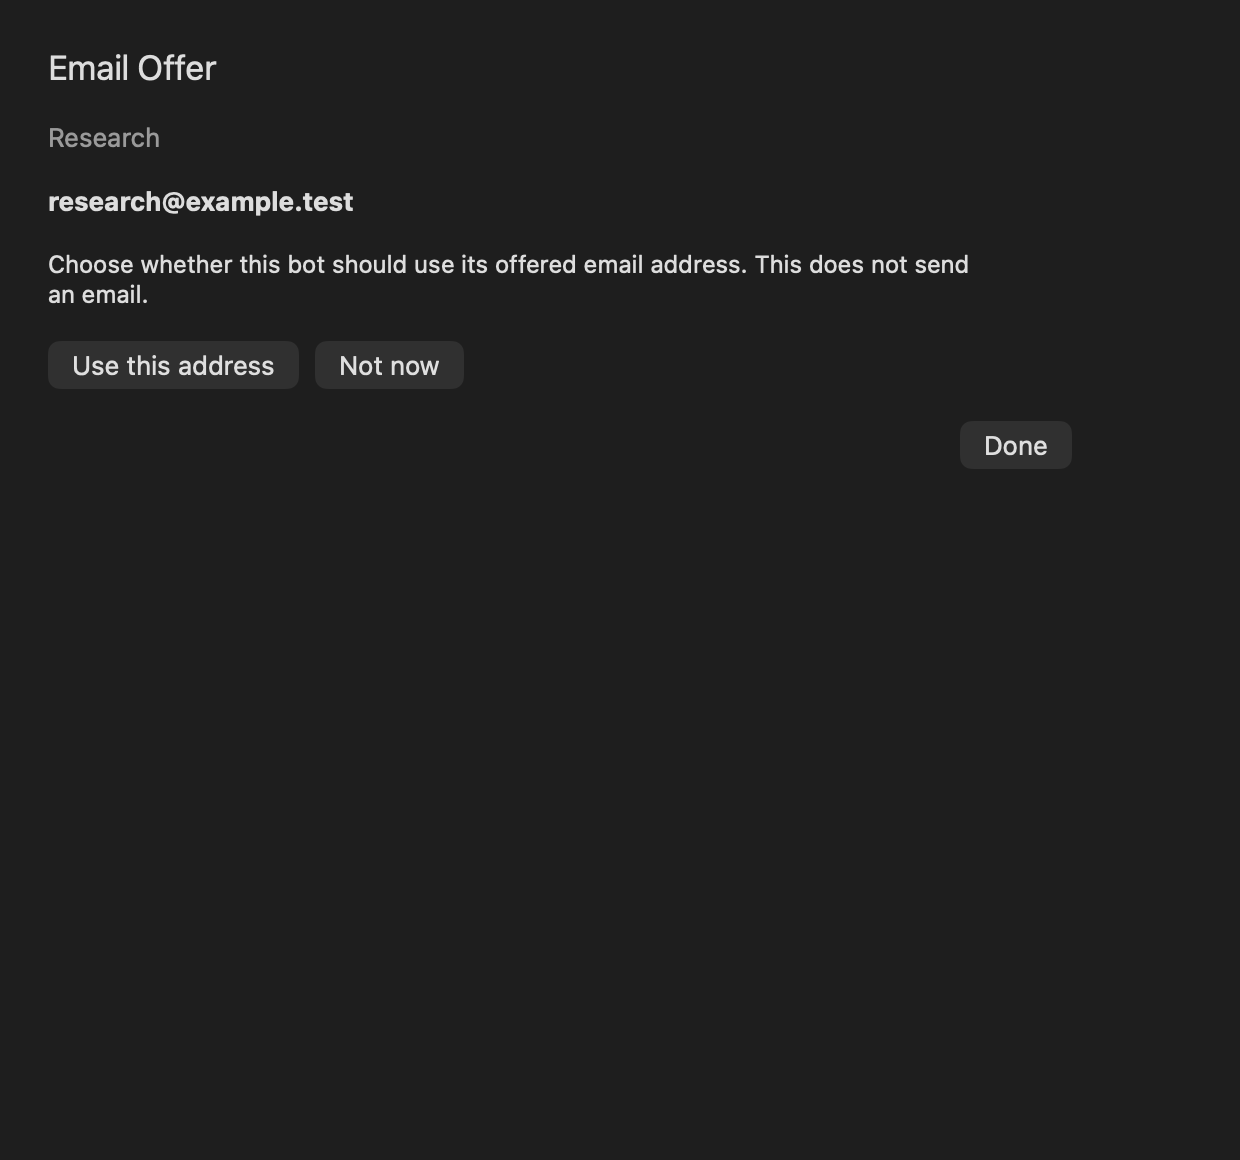 Email Offer
Research
research@example.test
Choose whether this bot should use its offered email address. This does not send
an email.
Use this address
Not now
Done